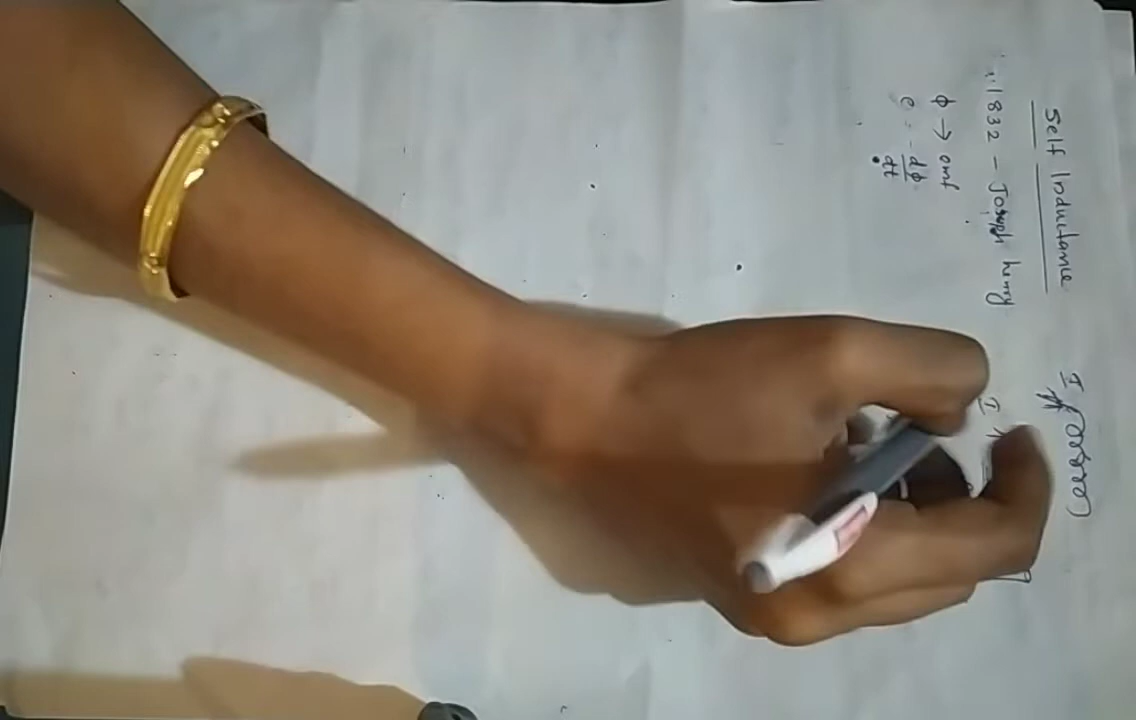 Self Inductance
∴ 1832 - Joseph henry
φ → emf
e = -dφ/dt
I
I